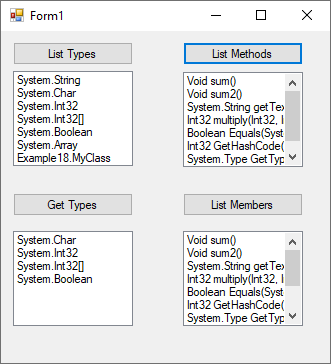 Form1
List Types
List Methods
System.String
System.Char
System.Int32
System.Int32[]
System.Boolean
System.Array
Example18.MyClass
Void sum()
Void sum2()
System.String getTex
Int32 multiply(Int32, I
Boolean Equals(Syst
Int32 GetHashCode(
System.Type GetTyp
Get Types
List Members
System.Char
System.Int32
System.Int32[]
System.Boolean
Void sum()
Void sum2()
System.String getTex
Int32 multiply(Int32, I
Boolean Equals(Syst
Int32 GetHashCode(
System.Type GetTyp